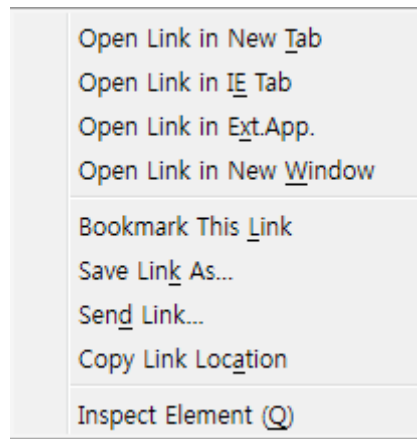 Open Link in New Tab
Open Link in IE Tab
Open Link in Ext.App.
Open Link in New Window
Bookmark This Link
Save Link As...
Send Link...
Copy Link Location
Inspect Element (Q)